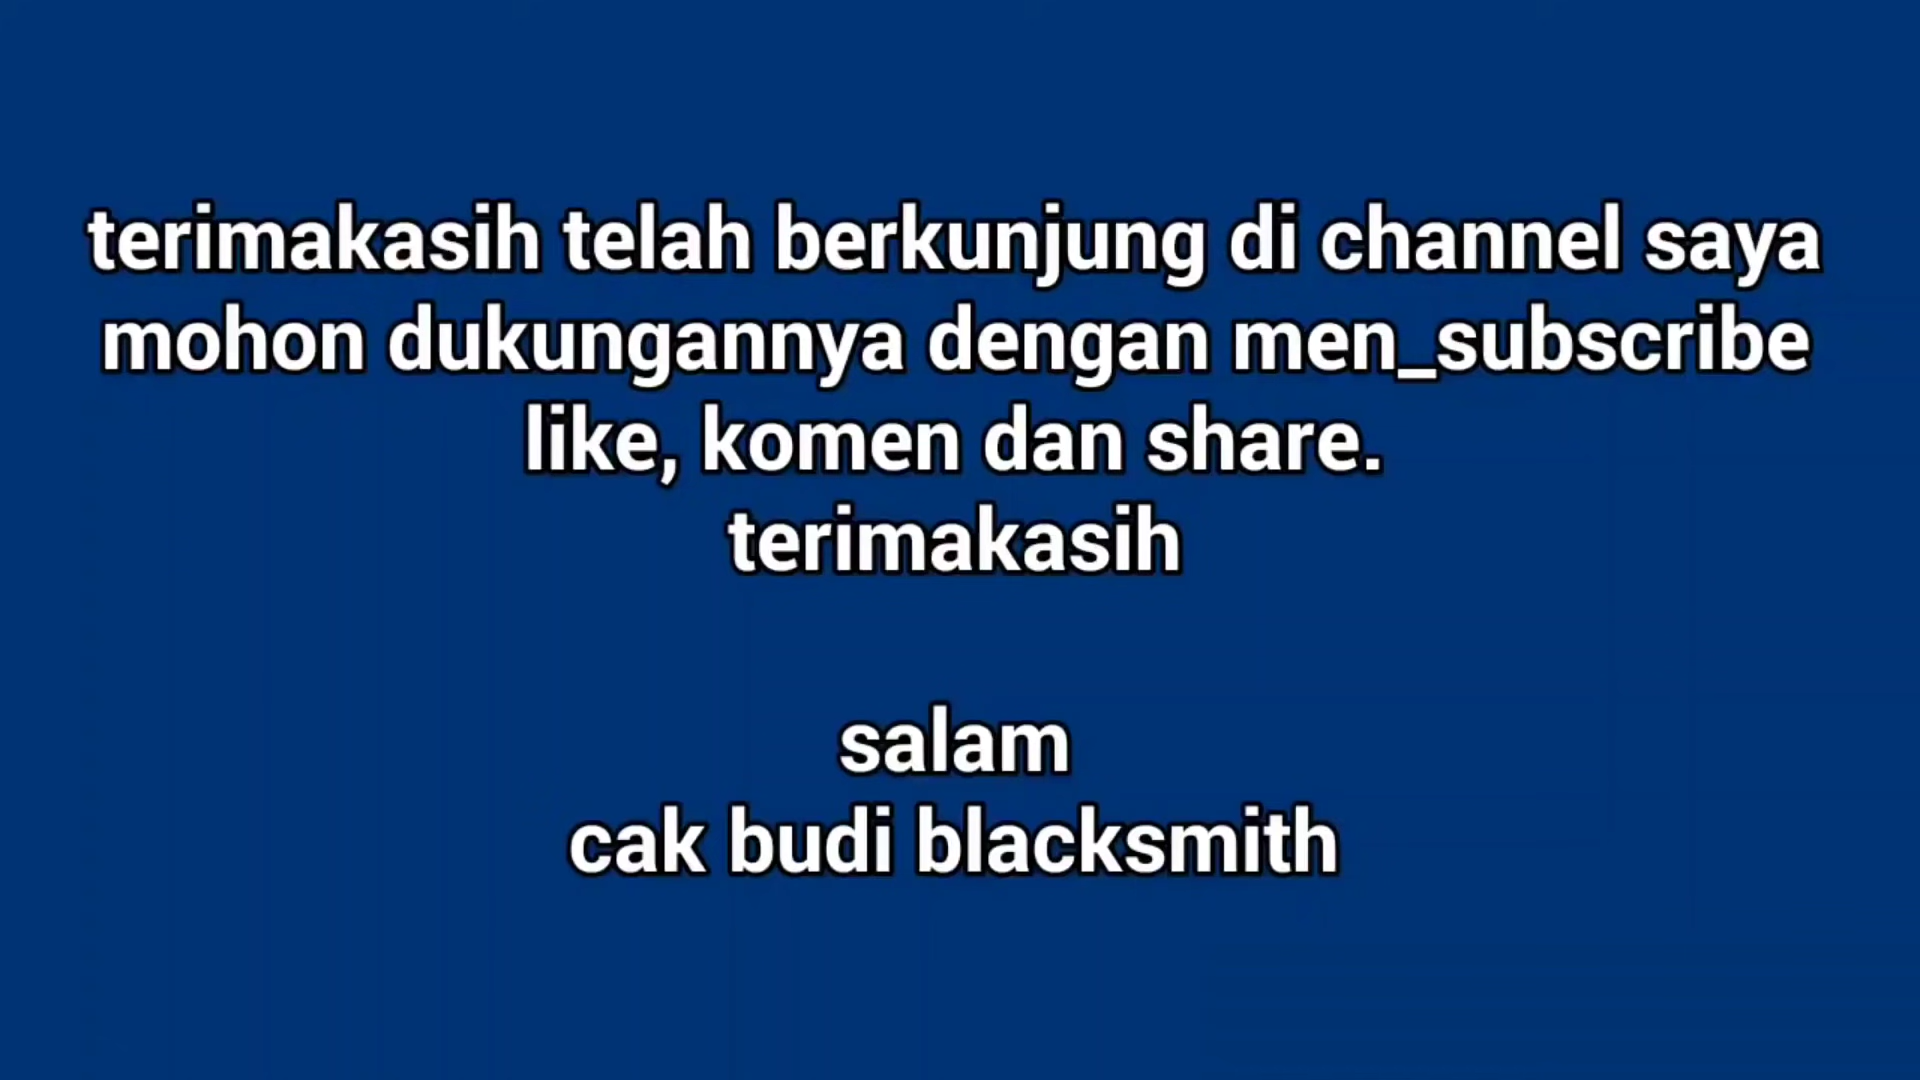 terimakasih telah berkunjung di channel saya
mohon dukungannya dengan men_subscribe
like, komen dan share.
terimakasih
salam
cak budi blacksmith